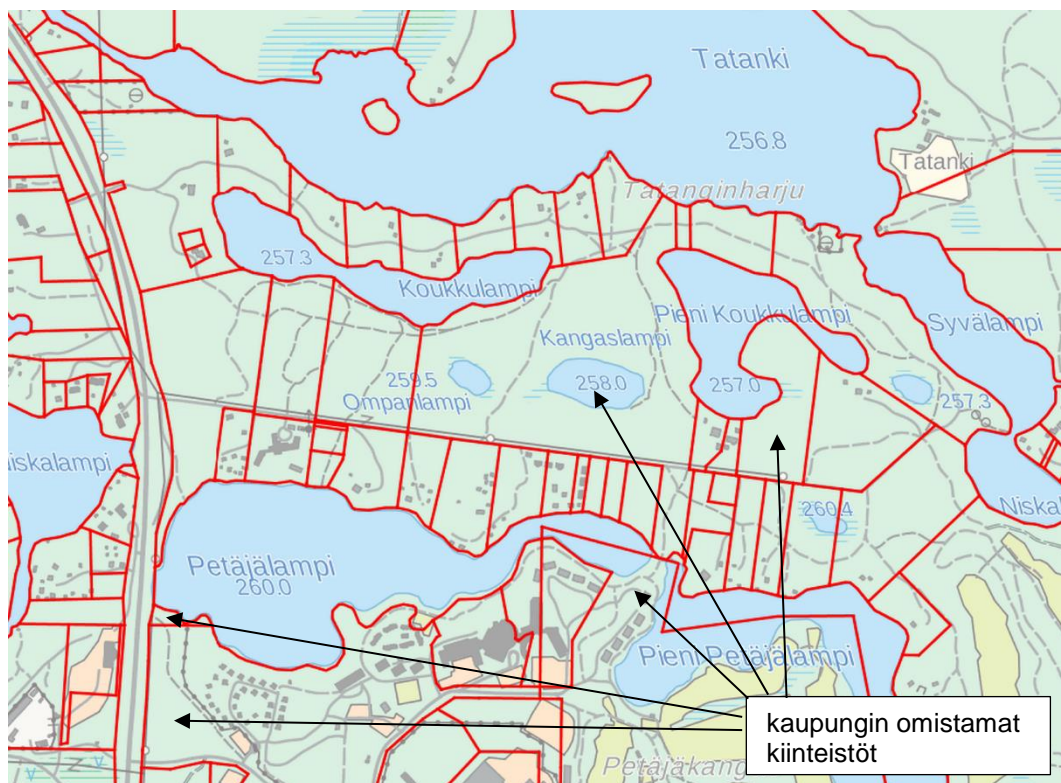 Tatanki
256.8
Tatanki
Tatanginharju
257.3
Koukkulampi
Pieni Koukkulampi
Syvälampi
Kangaslampi
259.5
Ompanlampi
258.0
257.0
257.3
iskalampi
260.4
Niskal
Petäjälampi
260.0
Pieni Petäjälampi
kaupungin omistamat
kiinteistöt
Petäjäkang